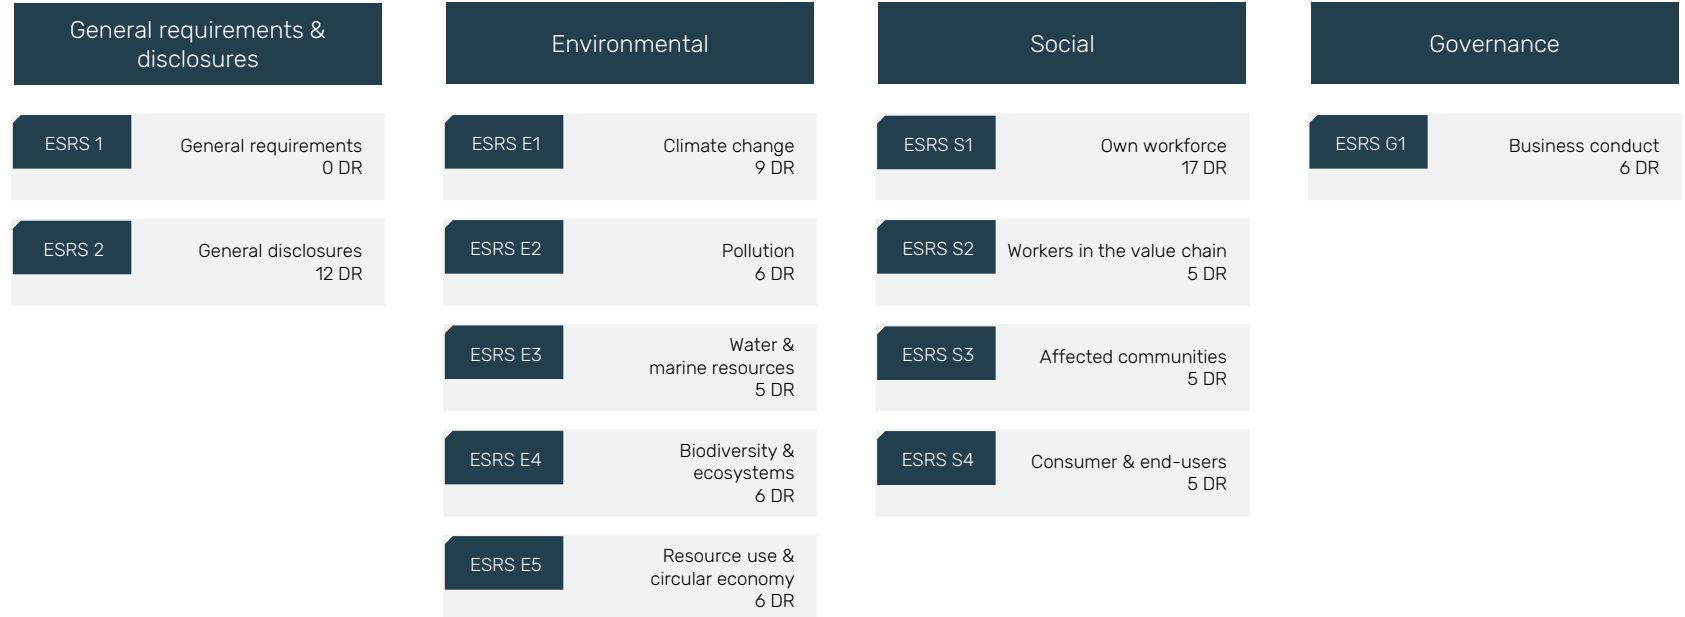 General requirements &
disclosures
ESRS 1
General requirements
0 DR
ESRS 2
General disclosures
12 DR
Environmental
ESRS E1
Climate change
9 DR
ESRS E2
Pollution
6 DR
ESRS E3
Water &
marine resources
5 DR
ESRS E4
Biodiversity &
ecosystems
6 DR
ESRS E5
Resource use &
circular economy
6 DR
Social
ESRS S1
Own workforce
17 DR
ESRS S2
Workers in the value chain
5 DR
ESRS S3
Affected communities
5 DR
ESRS S4
Consumer & end-users
5 DR
Governance
ESRS G1
Business conduct
6 DR